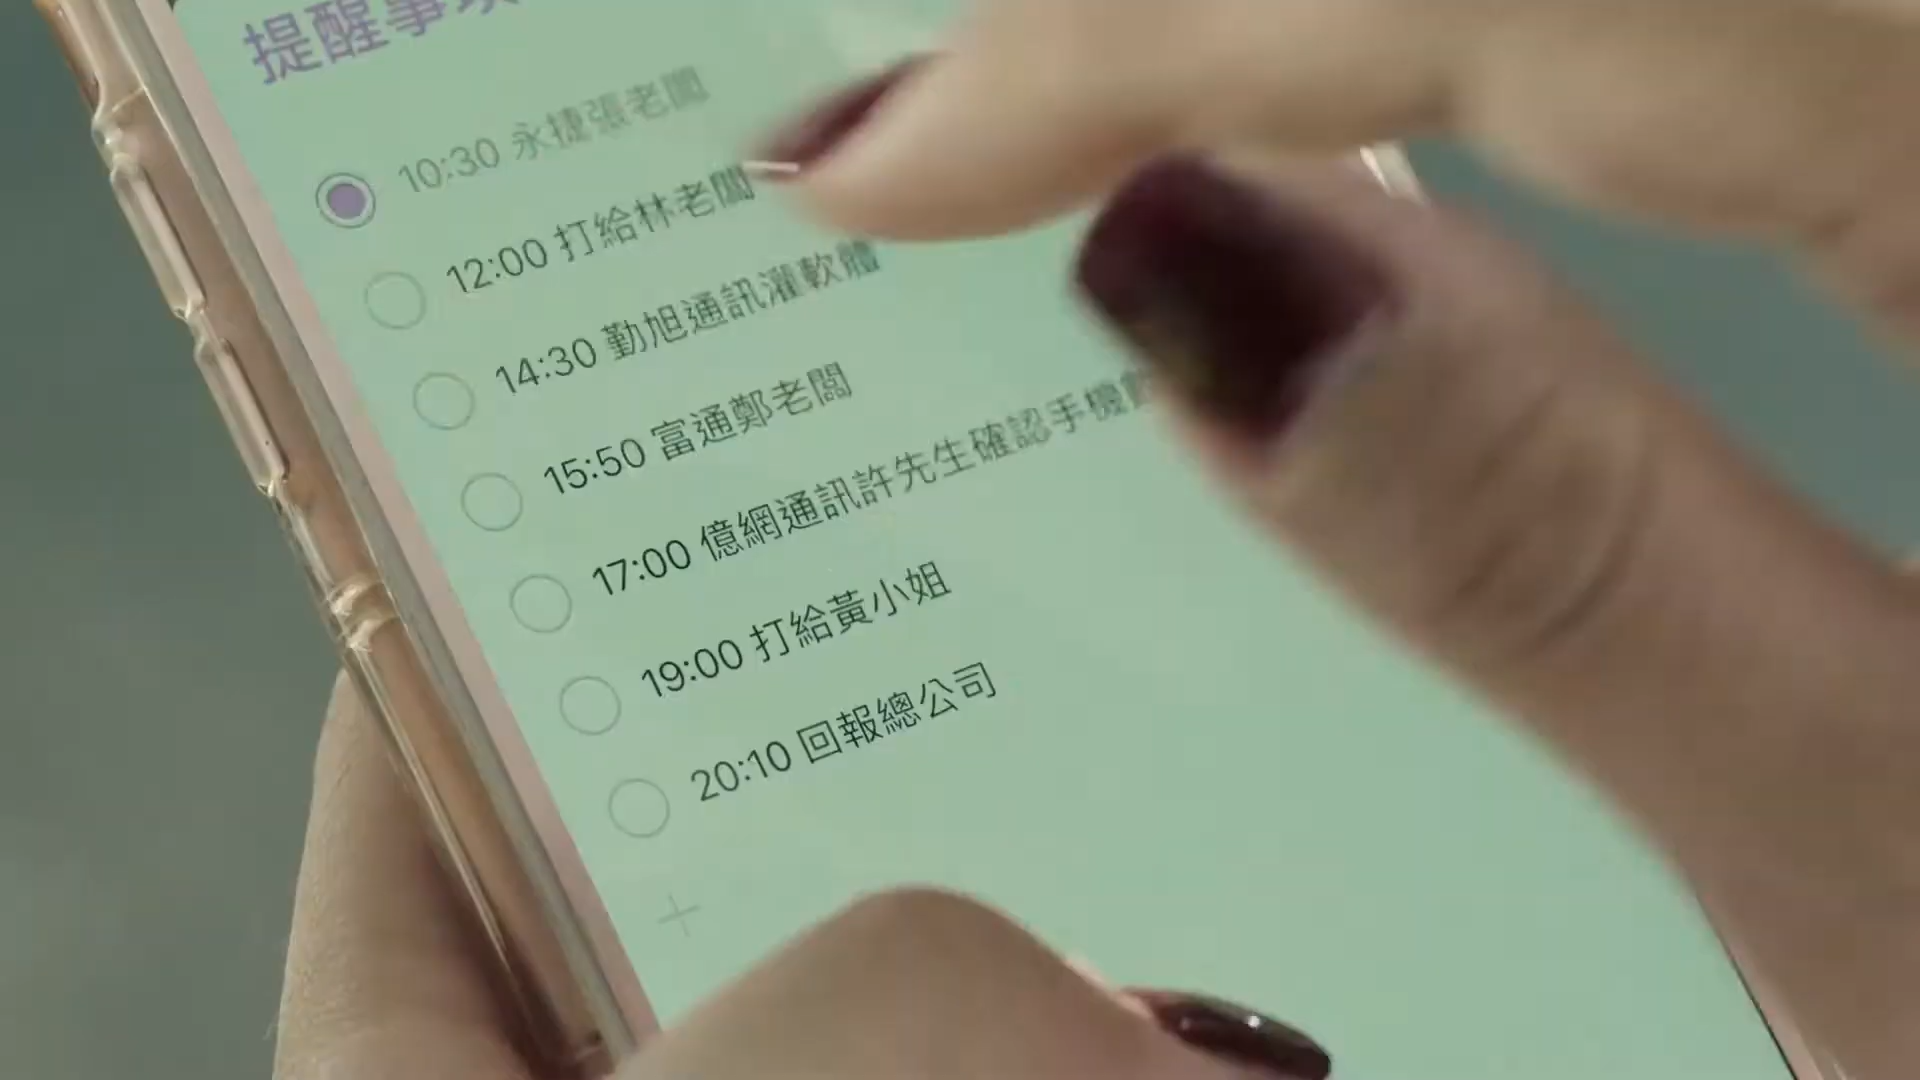 提醒事項
10:30 永捷張老闆
12:00 打給林老闆
14:30 勤旭通訊灌軟體
15:50 富通鄭老闆
17:00 億網通訊許先生確認手機
19:00 打給黃小姐
20:10 回報總公司